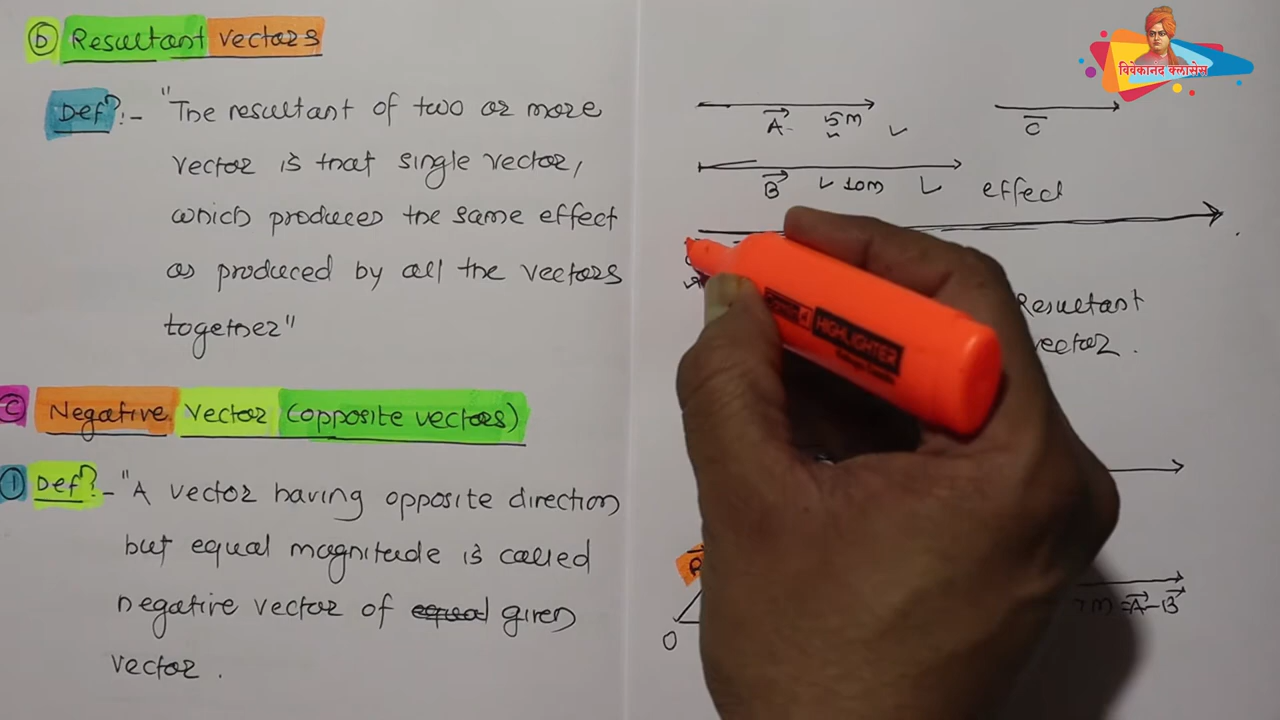 b Resultant vectors
Def?:- "The resultant of two or more
vector is that single vector,
which produces the same effect
as produced by all the vectors
together"
C Negative Vector (opposite vectors)
① Def?- "A vector having opposite direction
but equal magnitude is called
negative vector of equal given
vector.
विवेकानंद क्लासेस
A 5m
C
B 10m
effect
Resultant
vector.
HIGHLIGHTER
m = A - B
O